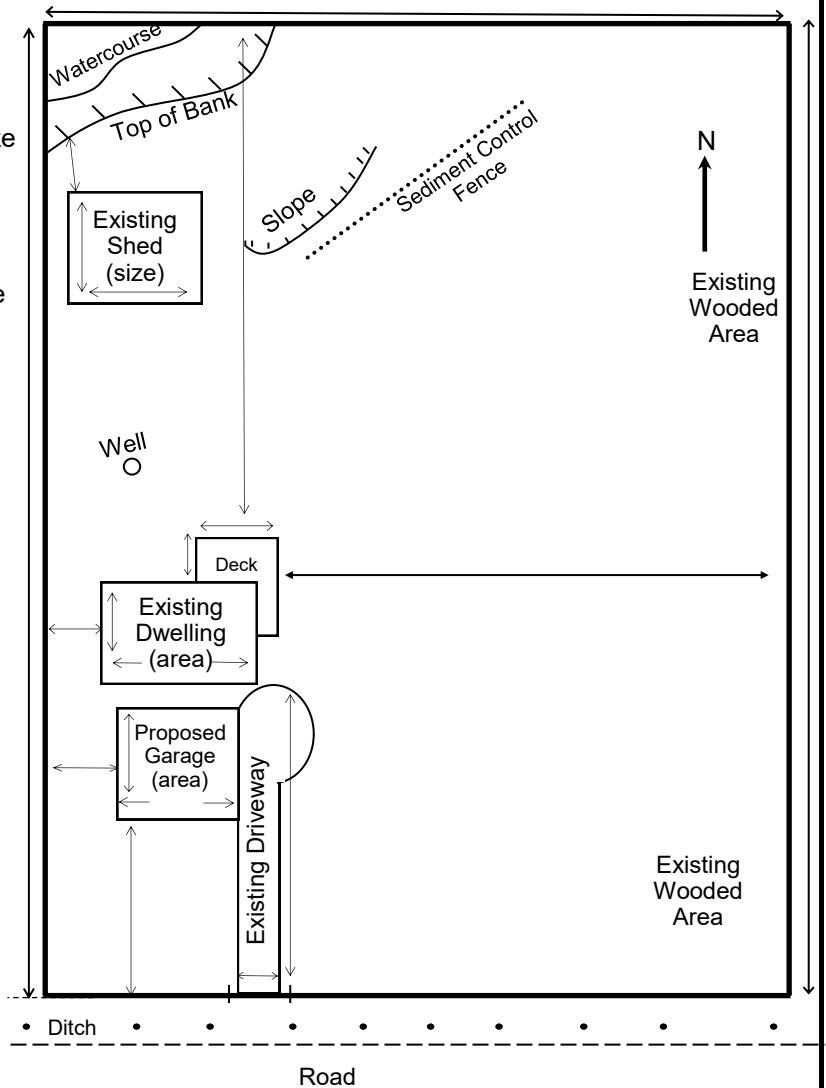 Watercourse
Top of Bank
Sediment Control
Fence
N
Slope
Existing
Shed
(size)
Existing
Wooded
Area
Well
Deck
Existing
Dwelling
(area)
Proposed
Garage
(area)
Existing Driveway
Existing
Wooded
Area
Ditch
Road